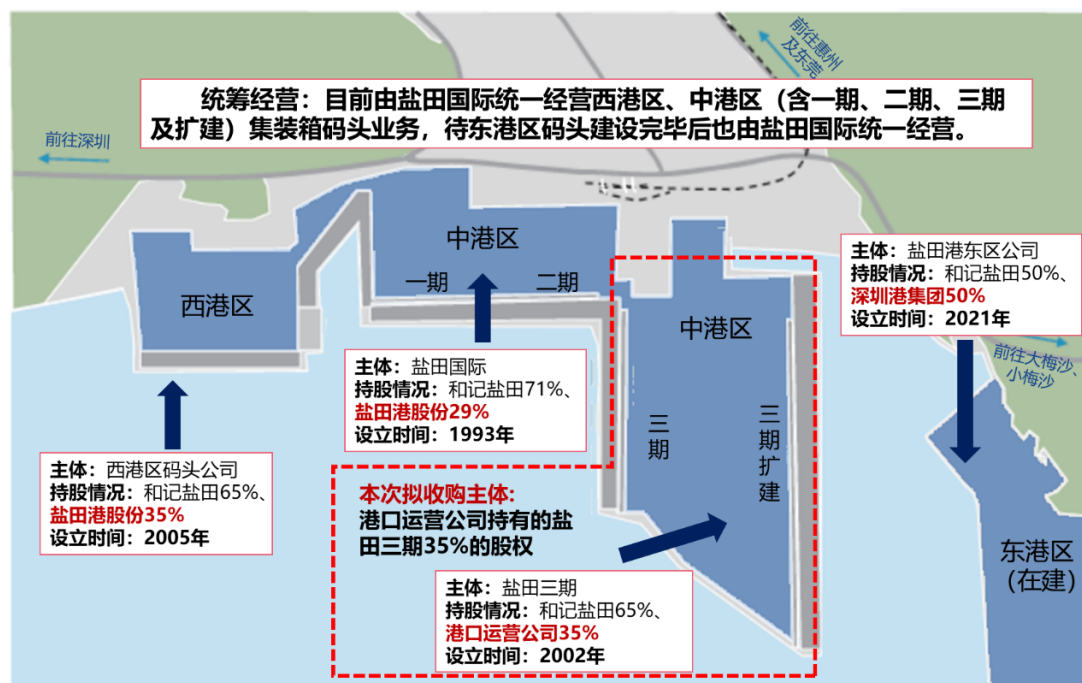 前往惠州
及东莞
统筹经营：目前由盐田国际统一经营西港区、中港区（含一期、二期、三期
及扩建）集装箱码头业务，待东港区码头建设完毕后也由盐田国际统一经营。
前往深圳
中港区
一期
二期
西港区
中港区
三期
三期扩建
主体：盐田港东区公司
持股情况：和记盐田50%、
深圳港集团50%
设立时间：2021年
前往大梅沙、
小梅沙
主体：盐田国际
持股情况：和记盐田71%、
盐田港股份29%
设立时间：1993年
主体：西港区码头公司
持股情况：和记盐田65%、
盐田港股份35%
设立时间：2005年
本次拟收购主体:
港口运营公司持有的盐
田三期35%的股权
主体：盐田三期
持股情况：和记盐田65%、
港口运营公司35%
设立时间：2002年
东港区
（在建）